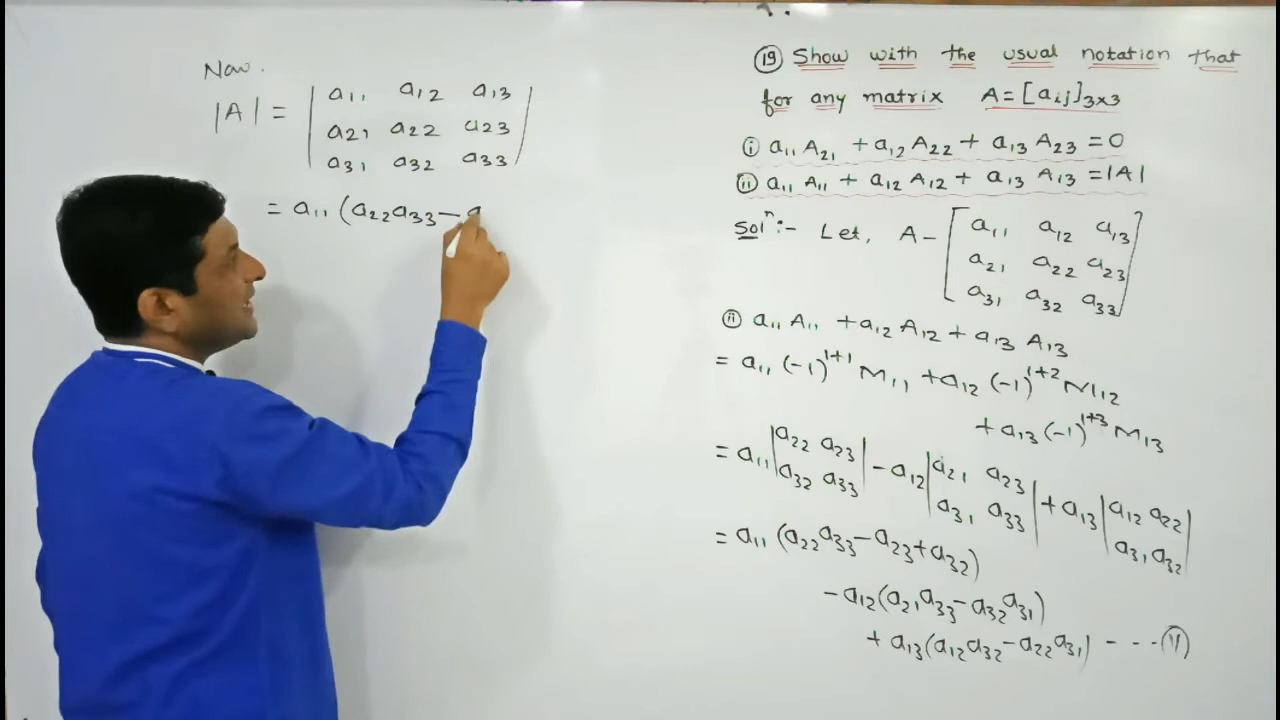 Now.
|A| = | a11 a12 a13 |
| a21 a22 a23 |
| a31 a32 a33 |
= a11 (a22a33 − a
(19) Show with the usual notation that
for any matrix A = [aij]3×3
(i) a11 A21 + a12 A22 + a13 A23 = 0
(ii) a11 A11 + a12 A12 + a13 A13 = |A|
Solⁿ :- Let, A − [ a11 a12 a13 ]
[ a21 a22 a23 ]
[ a31 a32 a33 ]
(ii) a11 A11 + a12 A12 + a13 A13
= a11 (-1)^1+1 M11 + a12 (-1)^1+2 M12
+ a13 (-1)^1+3 M13
= a11 | a22 a23 | − a12 | a21 a23 | + a13 | a12 a22 |
| a32 a33 | | a31 a33 | | a31 a32 |
= a11 (a22a33 − a23 + a32)
− a12 (a21a33 − a32a31)
+ a13 (a12a32 − a22a31) - - - (11)